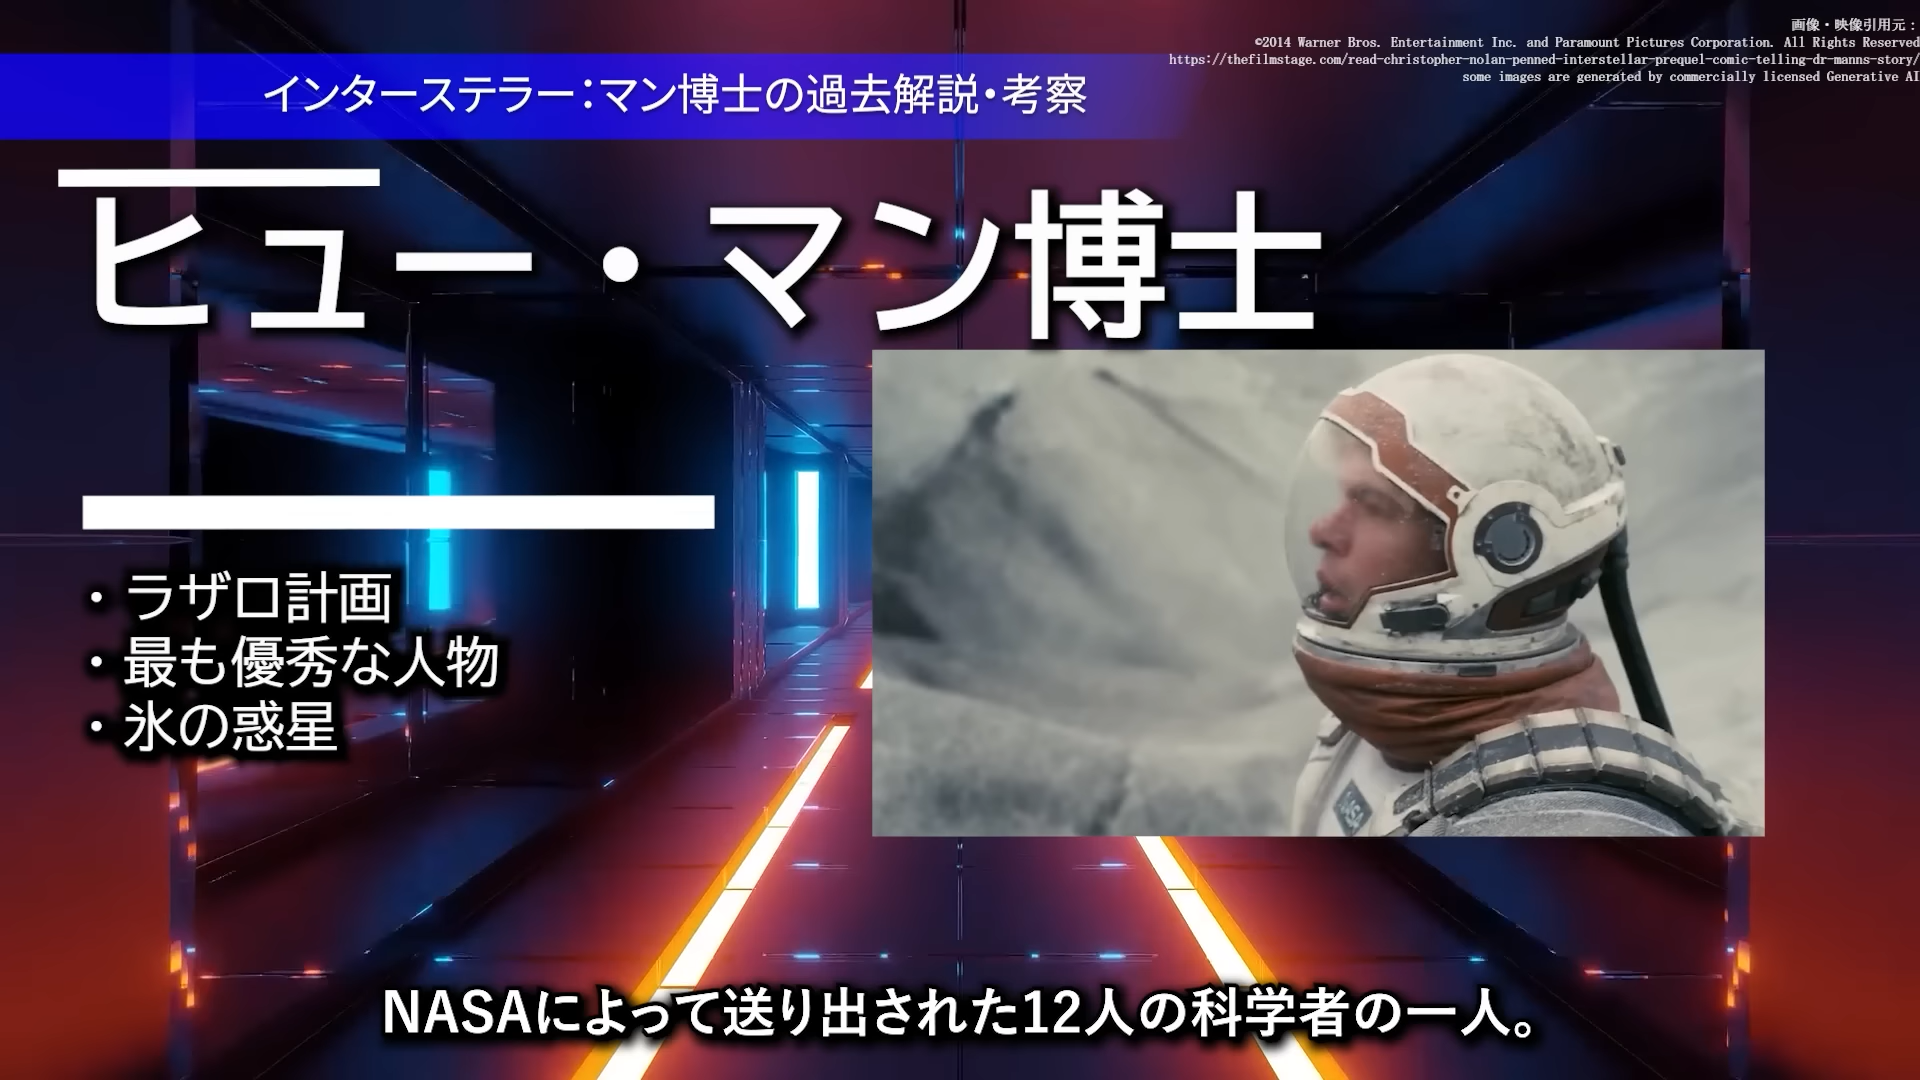 画像・映像引用元：
©2014 Warner Bros. Entertainment Inc. and Paramount Pictures Corporation. All Rights Reserved
https://thefilmstage.com/read-christopher-nolan-penned-interstellar-prequel-comic-telling-dr-manns-story/
some images are generated by commercially licensed Generative AI
インターステラー：マン博士の過去解説・考察
ヒュー・マン博士
・ラザロ計画
・最も優秀な人物
・氷の惑星
NASA
NASAによって送り出された12人の科学者の一人。